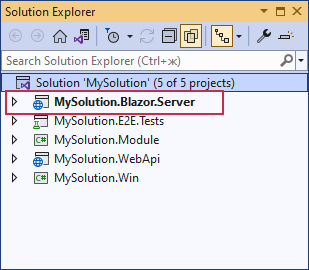 Solution Explorer
Search Solution Explorer (Ctrl+ж)
Solution 'MySolution' (5 of 5 projects)
MySolution.Blazor.Server
MySolution.E2E.Tests
C# MySolution.Module
MySolution.WebApi
C# MySolution.Win